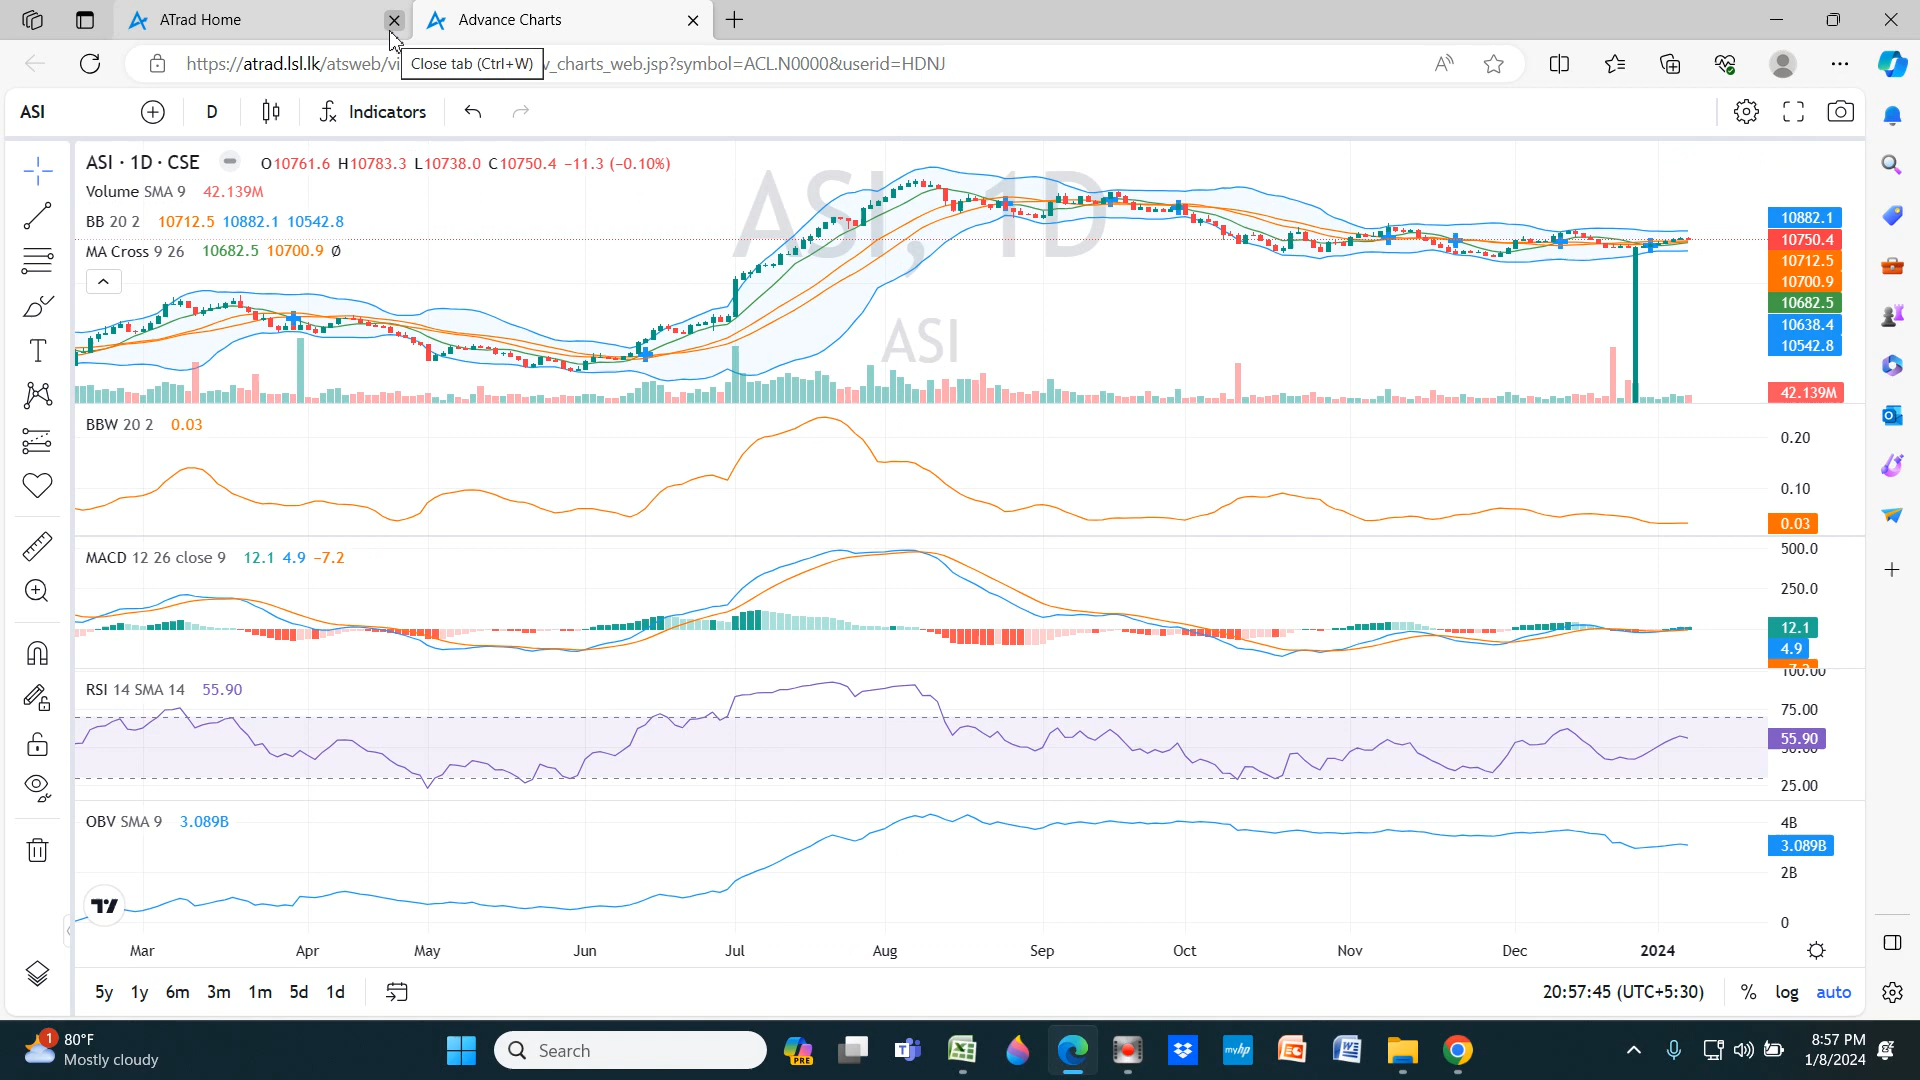 ATrad Home
Advance Charts
https://atrad.lsl.lk/atsweb/vi
Close tab (Ctrl+W)
v_charts_web.jsp?symbol=ACL.N0000&userid=HDNJ
ASI
D
Indicators
ASI · 1D · CSE
O10761.6 H10783.3 L10738.0 C10750.4 −11.3 (−0.10%)
Volume SMA 9 42.139M
BB 20 2 10712.5 10882.1 10542.8
MA Cross 9 26 10682.5 10700.9 Ø
ASI, 1D
ASI
10882.1
10750.4
10712.5
10700.9
10682.5
10638.4
10542.8
42.139M
BBW 20 2 0.03
0.20
0.10
0.03
MACD 12 26 close 9 12.1 4.9 −7.2
500.0
250.0
12.1
4.9
RSI 14 SMA 14 55.90
100.00
75.00
55.90
25.00
OBV SMA 9 3.089B
4B
3.089B
2B
0
Mar Apr May Jun Jul Aug Sep Oct Nov Dec 2024
5y 1y 6m 3m 1m 5d 1d
20:57:45 (UTC+5:30)
% log auto
1
80°F
Mostly cloudy
Search
PRE
myhp
8:57 PM
1/8/2024